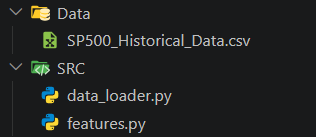 Data
SP500_Historical_Data.csv
SRC
data_loader.py
features.py